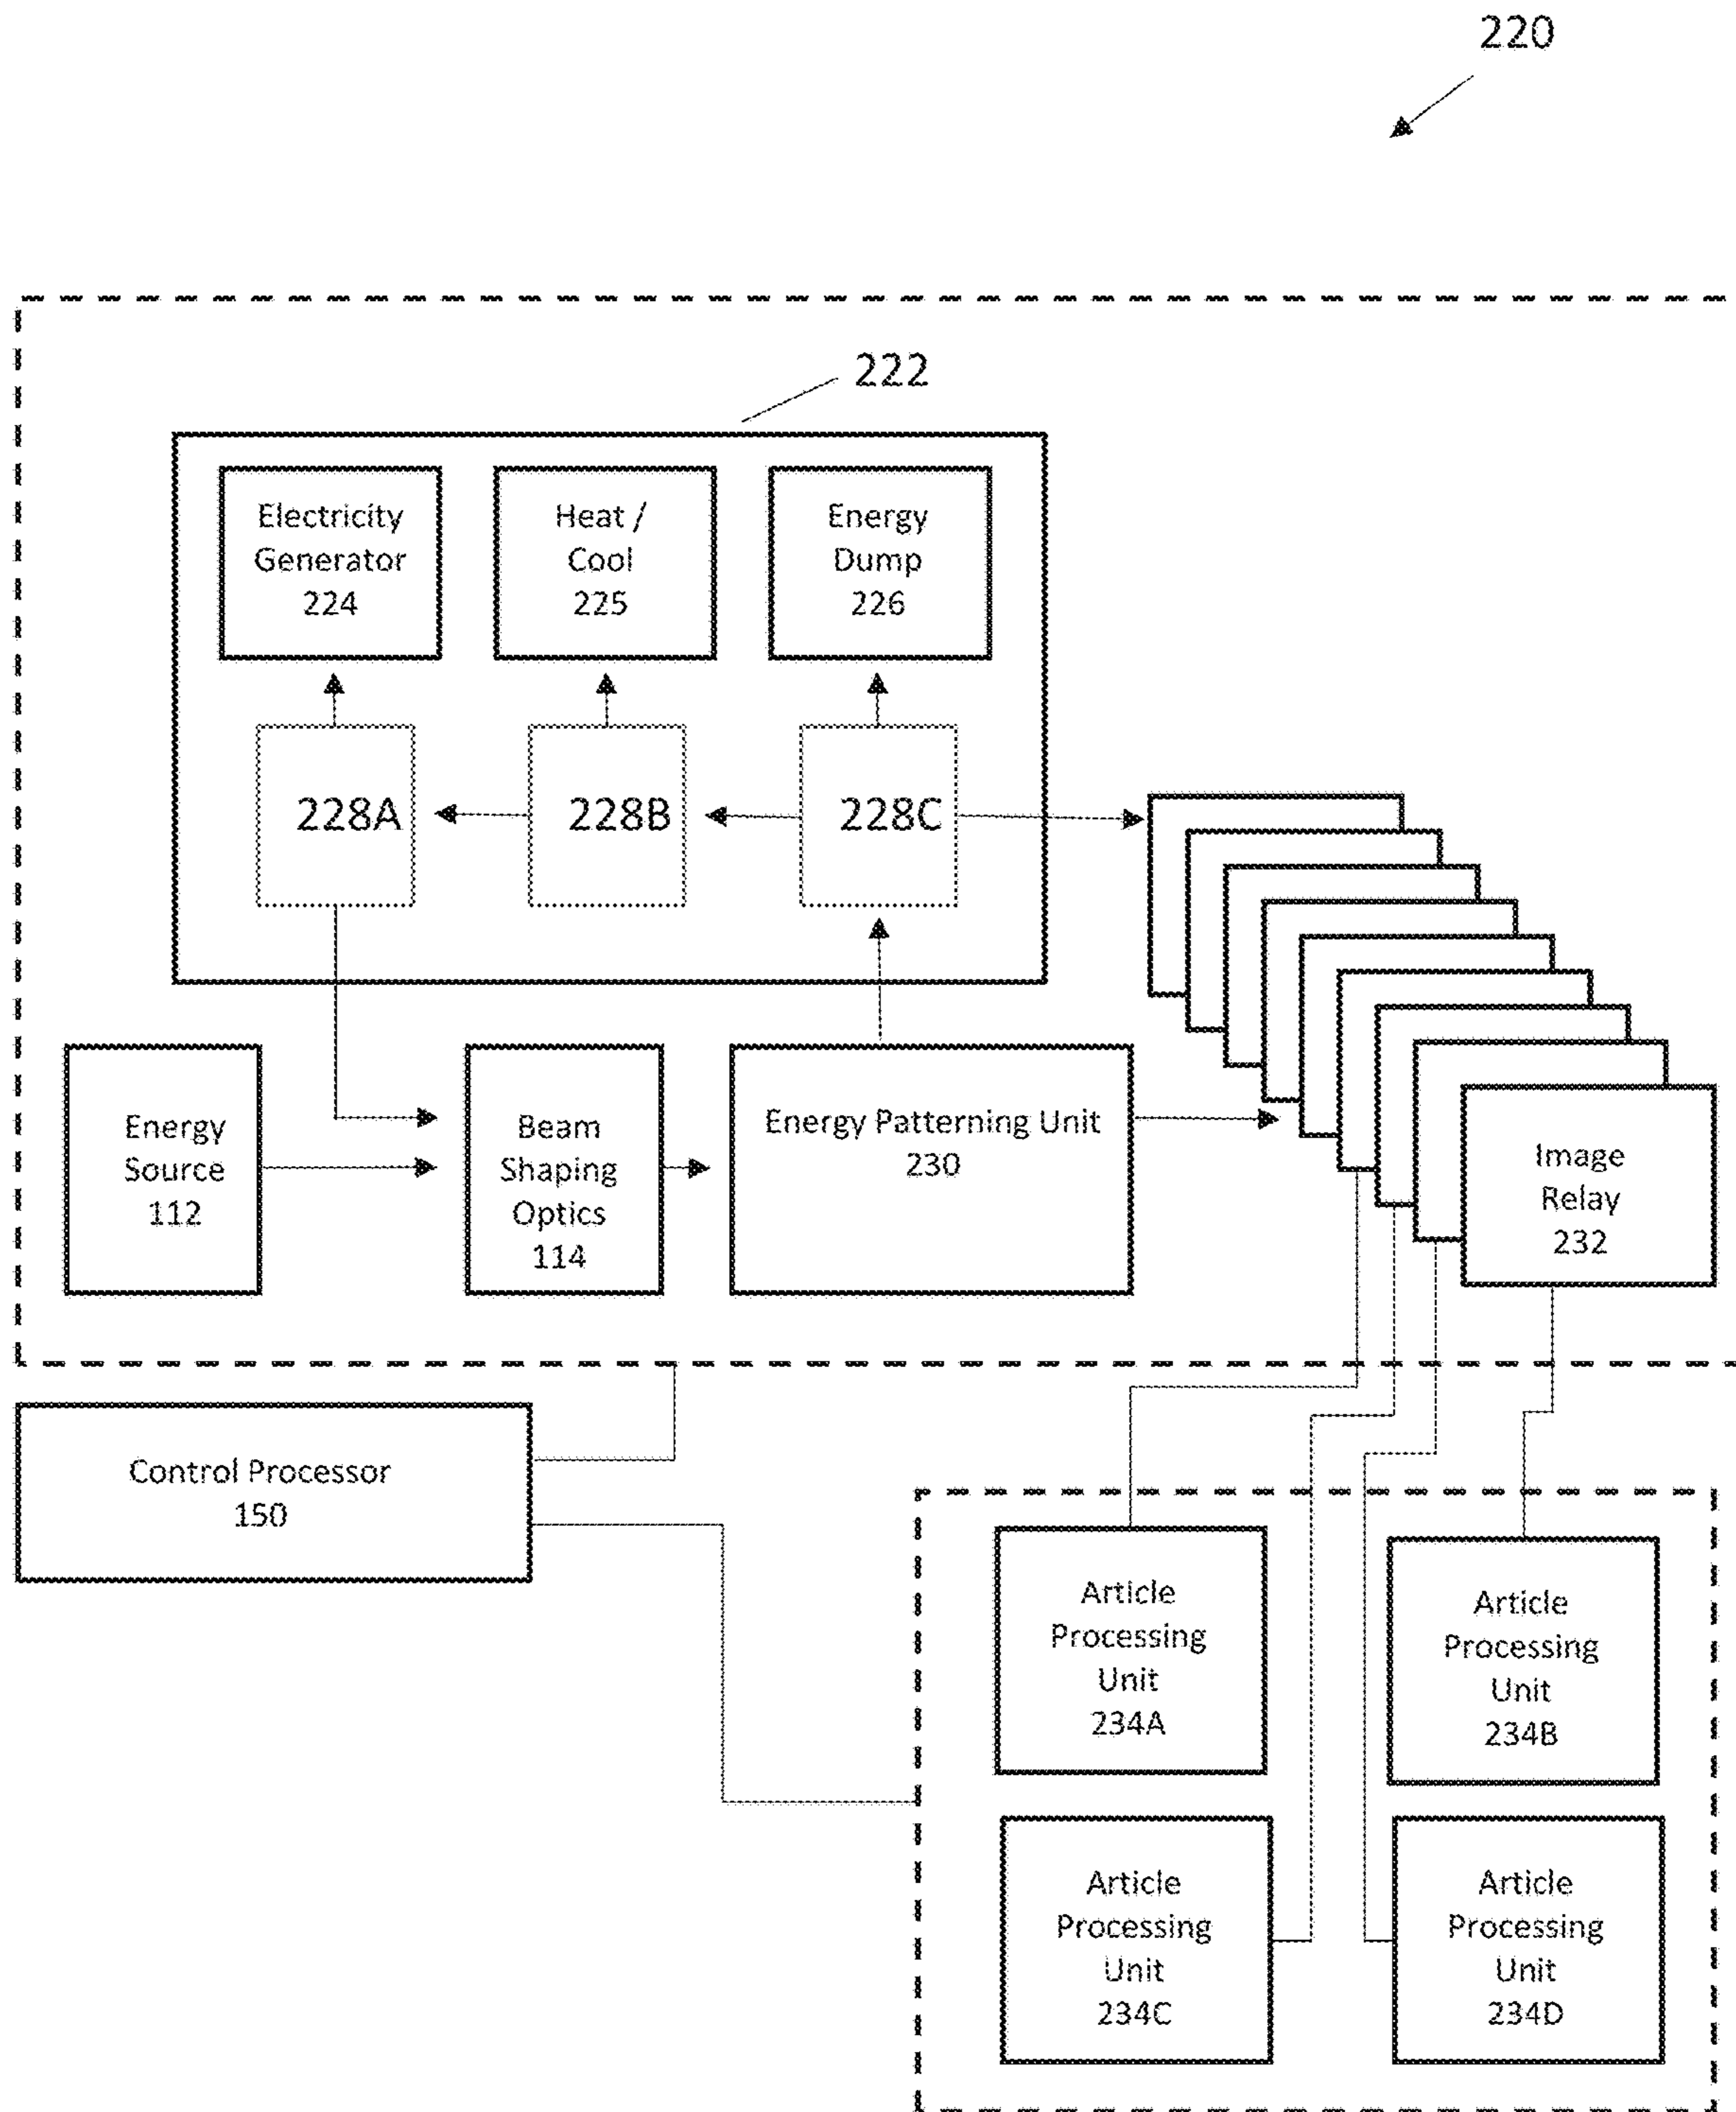 220
222
Electricity
Generator
224
Heat /
Cool
225
Energy
Dump
226
228A
228B
228C
Energy
Source
112
Beam
Shaping
Optics
114
Energy Patterning Unit
230
Image
Relay
232
Control Processor
150
Article
Processing
Unit
234A
Article
Processing
Unit
234B
Article
Processing
Unit
234C
Article
Processing
Unit
234D